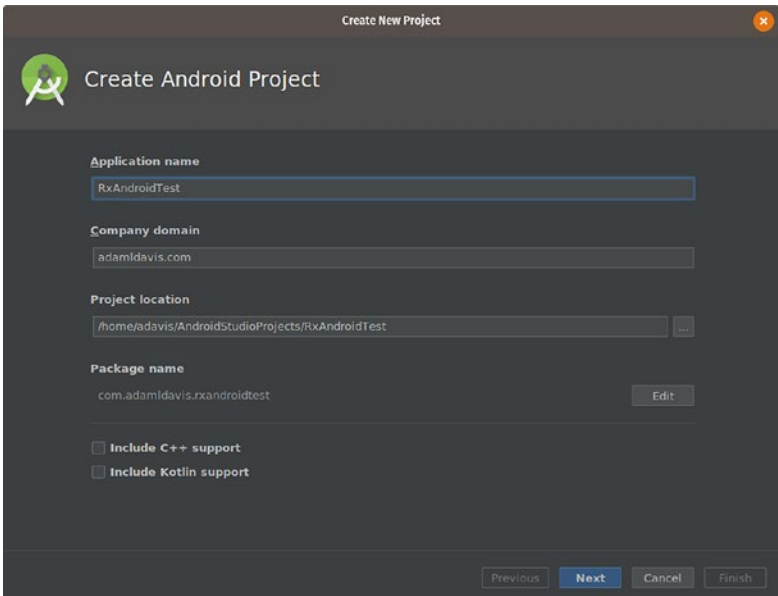 Create New Project
Create Android Project
Application name
RxAndroidTest
Company domain
adamldavis.com
Project location
/home/adavis/AndroidStudioProjects/RxAndroidTest
...
Package name
com.adamldavis.rxandroidtest
Edit
Include C++ support
Include Kotlin support
Previous
Next
Cancel
Finish